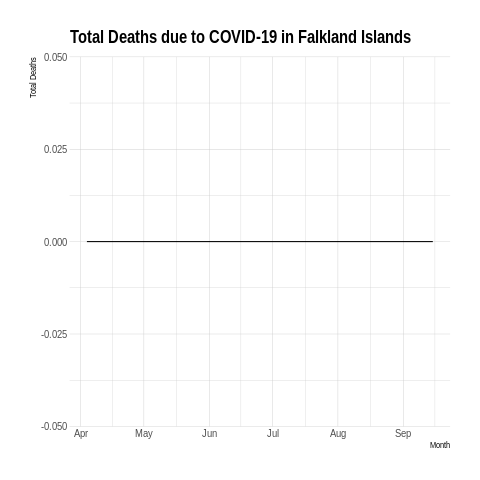 Total Deaths due to COVID-19 in Falkland Islands
Total Deaths
0.050
0.025
0.000
-0.025
-0.050
Apr May Jun Jul Aug Sep
Month